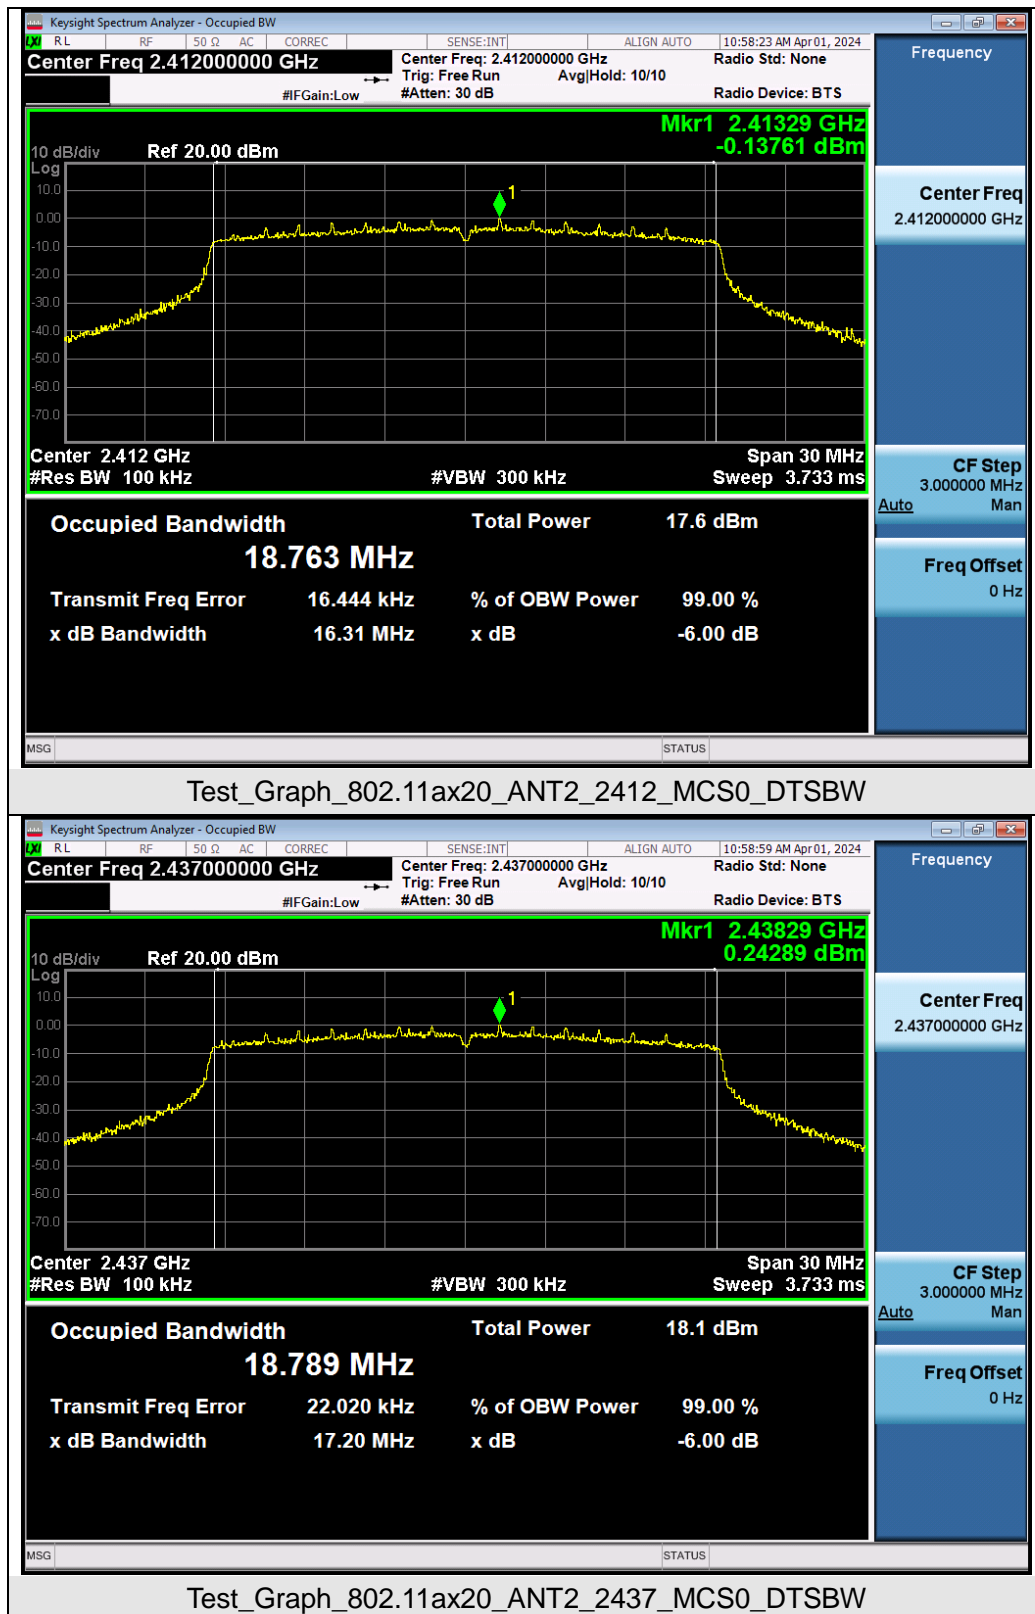 Keysight Spectrum Analyzer - Occupied BW
LXI RL RF 50 Ω AC CORREC SENSE:INT ALIGN AUTO 10:58:23 AM Apr 01, 2024
Center Freq 2.412000000 GHz
Center Freq: 2.412000000 GHz
Radio Std: None
Trig: Free Run Avg|Hold: 10/10
#IFGain:Low
#Atten: 30 dB
Radio Device: BTS
Frequency
Mkr1 2.41329 GHz
-0.13761 dBm
10 dB/div Ref 20.00 dBm
Log
10.0
0.00
-10.0
-20.0
-30.0
-40.0
-50.0
-60.0
-70.0
1
Center Freq
2.412000000 GHz
Center 2.412 GHz Span 30 MHz
#Res BW 100 kHz #VBW 300 kHz Sweep 3.733 ms
CF Step
3.000000 MHz
Auto Man
Occupied Bandwidth Total Power 17.6 dBm
18.763 MHz
Freq Offset
0 Hz
Transmit Freq Error 16.444 kHz % of OBW Power 99.00 %
x dB Bandwidth 16.31 MHz x dB -6.00 dB
MSG STATUS
Test_Graph_802.11ax20_ANT2_2412_MCS0_DTSBW
Keysight Spectrum Analyzer - Occupied BW
LXI RL RF 50 Ω AC CORREC SENSE:INT ALIGN AUTO 10:58:59 AM Apr 01, 2024
Center Freq 2.437000000 GHz
Center Freq: 2.437000000 GHz
Radio Std: None
Trig: Free Run Avg|Hold: 10/10
#IFGain:Low
#Atten: 30 dB
Radio Device: BTS
Frequency
Mkr1 2.43829 GHz
0.24289 dBm
10 dB/div Ref 20.00 dBm
Log
10.0
0.00
-10.0
-20.0
-30.0
-40.0
-50.0
-60.0
-70.0
1
Center Freq
2.437000000 GHz
Center 2.437 GHz Span 30 MHz
#Res BW 100 kHz #VBW 300 kHz Sweep 3.733 ms
CF Step
3.000000 MHz
Auto Man
Occupied Bandwidth Total Power 18.1 dBm
18.789 MHz
Freq Offset
0 Hz
Transmit Freq Error 22.020 kHz % of OBW Power 99.00 %
x dB Bandwidth 17.20 MHz x dB -6.00 dB
MSG STATUS
Test_Graph_802.11ax20_ANT2_2437_MCS0_DTSBW